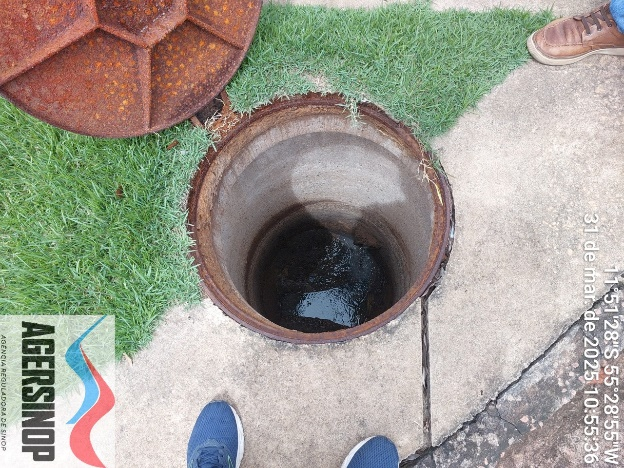 31 de mar. de 2025 10:55:36
11°51'28"S 55°28'55"W
AGERSINOP
AGÊNCIA REGULADORA DE SINOP